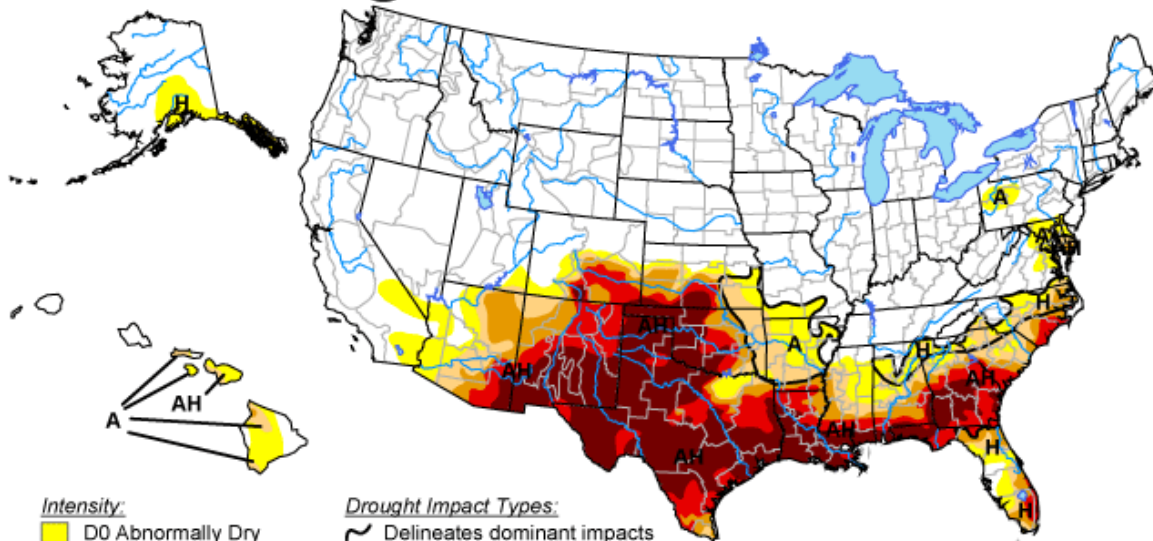 H
A
A
AH
AH
H
A
H
AH
AH
AH
A
AH
AH
H
H
Intensity:
Drought Impact Types:
D0 Abnormally Dry
Delineates dominant impacts